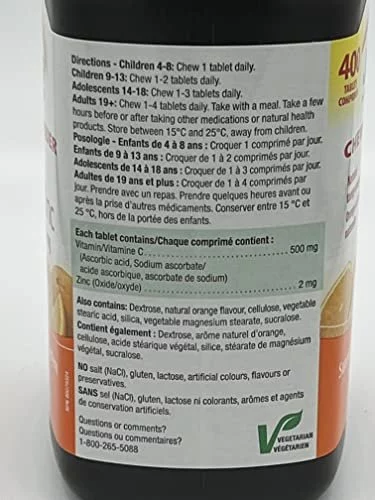 Directions - Children 4-8: Chew 1 tablet daily.
Children 9-13: Chew 1-2 tablets daily.
Adolescents 14-18: Chew 1-3 tablets daily.
Adults 19+: Chew 1-4 tablets daily. Take with a meal. Take a few
hours before or after taking other medications or natural health
products. Store between 15°C and 25°C, away from children.
Posologie - Enfants de 4 à 8 ans : Croquer 1 comprimé par jour.
Enfants de 9 à 13 ans : Croquer de 1 à 2 comprimés par jour.
Adolescents de 14 à 18 ans : Croquer de 1 à 3 comprimés par
jour. Adultes de 19 ans et plus : Croquer de 1 à 4 comprimés par
jour. Prendre avec un repas. Prendre quelques heures avant ou
après la prise d'autres médicaments. Conserver entre 15 °C et
25 °C, hors de la portée des enfants.
Each tablet contains/Chaque comprimé contient :
Vitamin/Vitamine C 500 mg
(Ascorbic acid, Sodium ascorbate/
acide ascorbique, ascorbate de sodium)
Zinc (Oxide/oxyde) 2 mg
Also contains: Dextrose, natural orange flavour, cellulose, vegetable
stearic acid, silica, vegetable magnesium stearate, sucralose.
Contient également : Dextrose, arôme naturel d'orange,
cellulose, acide stéarique végétal, silice, stéarate de magnésium
végétal, sucralose.
NO salt (NaCl), gluten, lactose, artificial colours, flavours or
preservatives.
SANS sel (NaCl), gluten, lactose ni colorants, arômes et agents
de conservation artificiels.
Questions or comments?
Questions ou commentaires?
1-800-265-5088
VEGETARIAN
VÉGÉTARIEN
400
TABLET
CHE